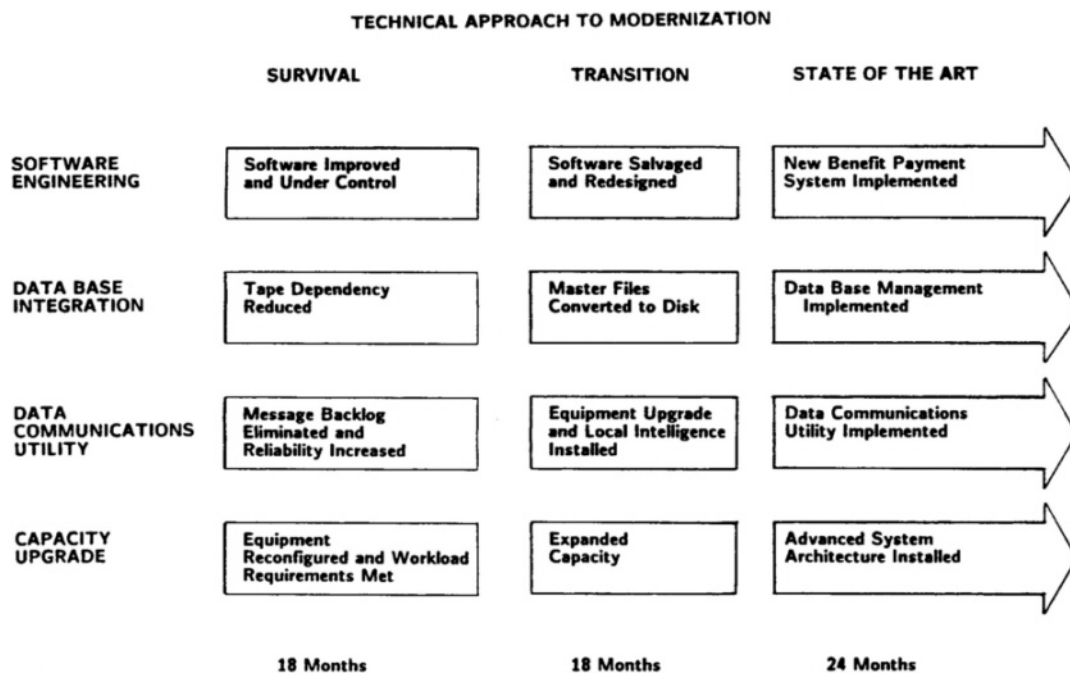 TECHNICAL APPROACH TO MODERNIZATION
SURVIVAL
TRANSITION
STATE OF THE ART
SOFTWARE
ENGINEERING
Software Improved
and Under Control
Software Salvaged
and Redesigned
New Benefit Payment
System Implemented
DATA BASE
INTEGRATION
Tape Dependency
Reduced
Master Files
Converted to Disk
Data Base Management
Implemented
DATA
COMMUNICATIONS
UTILITY
Message Backlog
Eliminated and
Reliability Increased
Equipment Upgrade
and Local Intelligence
Installed
Data Communications
Utility Implemented
CAPACITY
UPGRADE
Equipment
Reconfigured and Workload
Requirements Met
Expanded
Capacity
Advanced System
Architecture Installed
18 Months
18 Months
24 Months